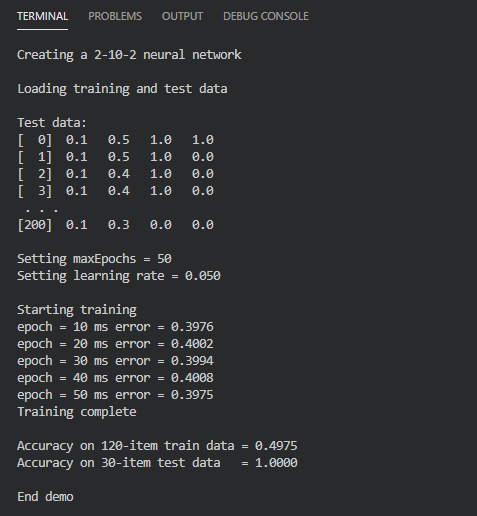 TERMINAL PROBLEMS OUTPUT DEBUG CONSOLE
Creating a 2-10-2 neural network
Loading training and test data
Test data:
[  0]  0.1   0.5   1.0   1.0
[  1]  0.1   0.5   1.0   0.0
[  2]  0.1   0.4   1.0   0.0
[  3]  0.1   0.4   1.0   0.0
 . . .
[200]  0.1   0.3   0.0   0.0
Setting maxEpochs = 50
Setting learning rate = 0.050
Starting training
epoch = 10 ms error = 0.3976
epoch = 20 ms error = 0.4002
epoch = 30 ms error = 0.3994
epoch = 40 ms error = 0.4008
epoch = 50 ms error = 0.3975
Training complete
Accuracy on 120-item train data = 0.4975
Accuracy on 30-item test data   = 1.0000
End demo